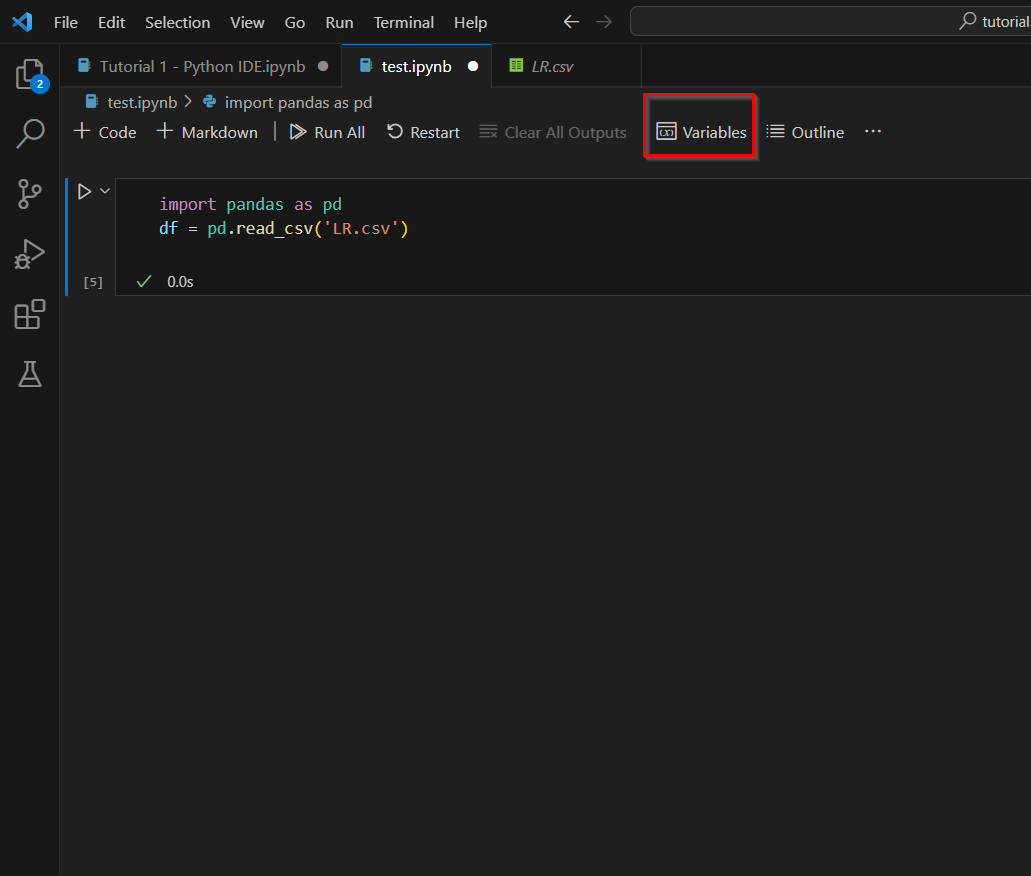 File Edit Selection View Go Run Terminal Help tutorial
2
Tutorial 1 - Python IDE.ipynb test.ipynb LR.csv
test.ipynb > import pandas as pd
+ Code + Markdown | Run All Restart Clear All Outputs (x) Variables Outline ...
import pandas as pd
df = pd.read_csv('LR.csv')
[5] ✓ 0.0s